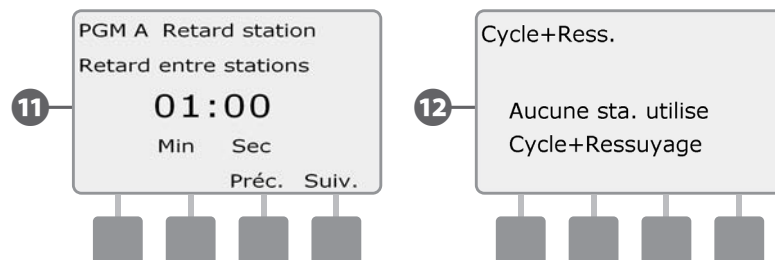 11
PGM A Retard station
Retard entre stations
01:00
Min Sec
Préc. Suiv.
12
Cycle+Ress.
Aucune sta. utilise
Cycle+Ressuyage